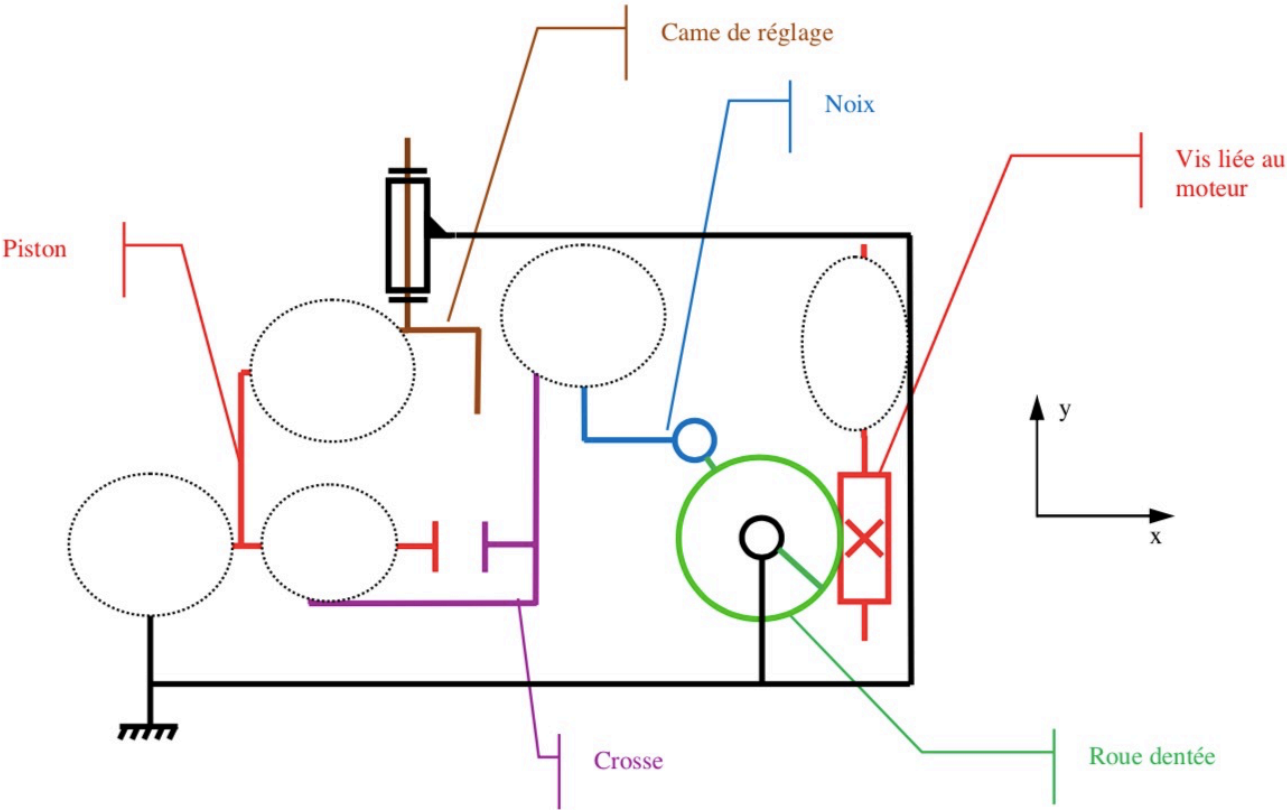 Came de réglage
Noix
Vis liée au
moteur
Piston
y
x
Crosse
Roue dentée